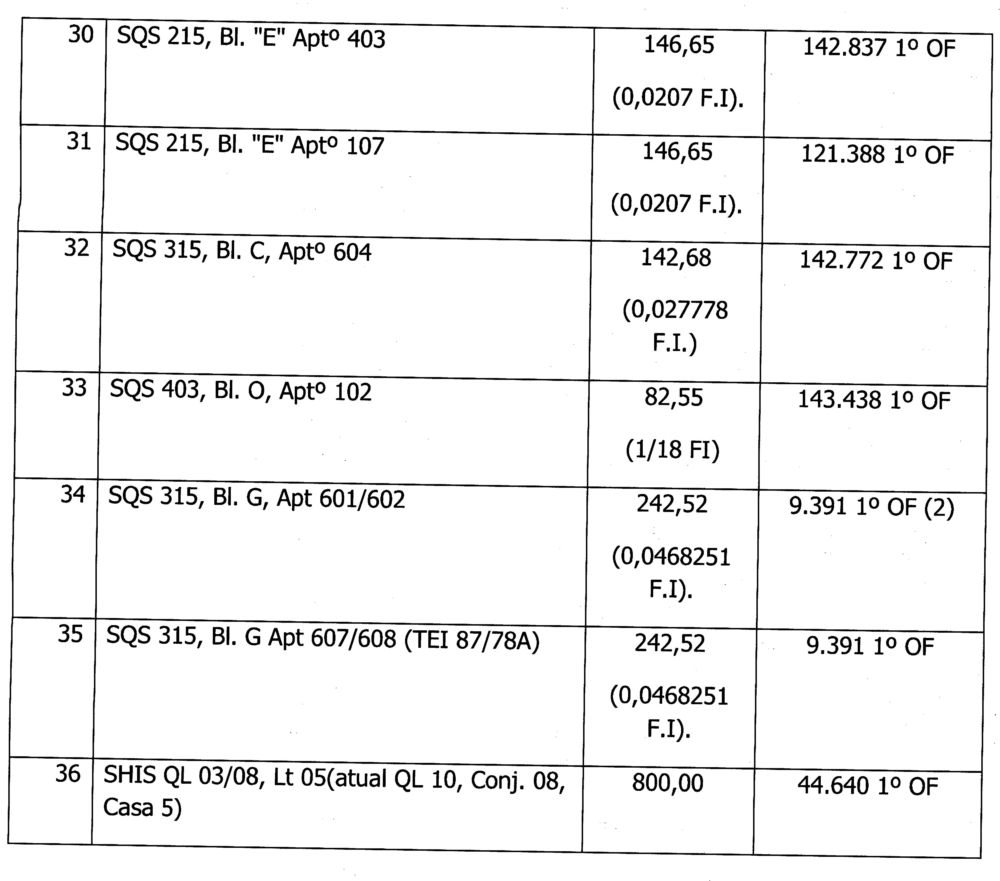 30 SQS 215, Bl. "E" Aptº 403 146,65 142.837 1º OF
(0,0207 F.I).
31 SQS 215, Bl. "E" Aptº 107 146,65 121.388 1º OF
(0,0207 F.I).
32 SQS 315, Bl. C, Aptº 604 142,68 142.772 1º OF
(0,027778
F.I.)
33 SQS 403, Bl. O, Aptº 102 82,55 143.438 1º OF
(1/18 FI)
34 SQS 315, Bl. G, Apt 601/602 242,52 9.391 1º OF (2)
(0,0468251
F.I).
35 SQS 315, Bl. G Apt 607/608 (TEI 87/78A) 242,52 9.391 1º OF
(0,0468251
F.I).
36 SHIS QL 03/08, Lt 05(atual QL 10, Conj. 08, 800,00 44.640 1º OF
Casa 5)